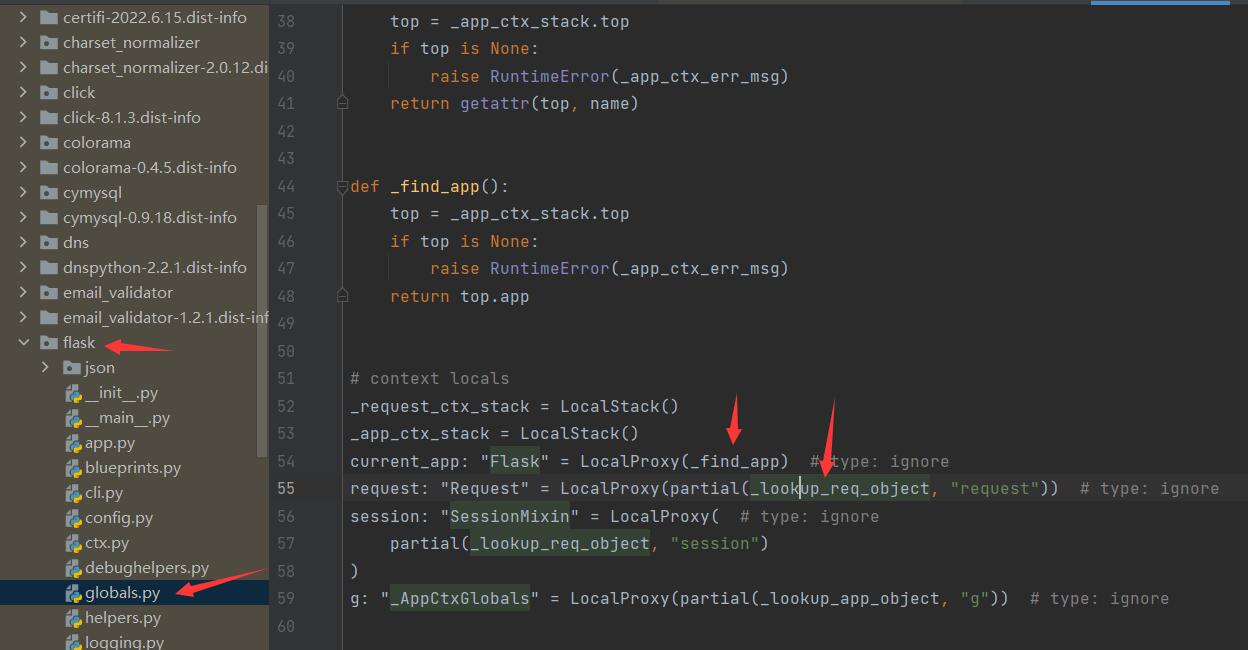 certifi-2022.6.15.dist-info
charset_normalizer
charset_normalizer-2.0.12.di
click
click-8.1.3.dist-info
colorama
colorama-0.4.5.dist-info
cymysql
cymysql-0.9.18.dist-info
dns
dnspython-2.2.1.dist-info
email_validator
email_validator-1.2.1.dist-inf
flask
json
__init__.py
__main__.py
app.py
blueprints.py
cli.py
config.py
ctx.py
debughelpers.py
globals.py
helpers.py
logging.py
38 top = _app_ctx_stack.top
39 if top is None:
40 raise RuntimeError(_app_ctx_err_msg)
41 return getattr(top, name)
42
43
44 def _find_app():
45 top = _app_ctx_stack.top
46 if top is None:
47 raise RuntimeError(_app_ctx_err_msg)
48 return top.app
49
50
51 # context locals
52 _request_ctx_stack = LocalStack()
53 _app_ctx_stack = LocalStack()
54 current_app: "Flask" = LocalProxy(_find_app) # type: ignore
55 request: "Request" = LocalProxy(partial(_lookup_req_object, "request")) # type: ignore
56 session: "SessionMixin" = LocalProxy( # type: ignore
57 partial(_lookup_req_object, "session")
58 )
59 g: "_AppCtxGlobals" = LocalProxy(partial(_lookup_app_object, "g")) # type: ignore
60